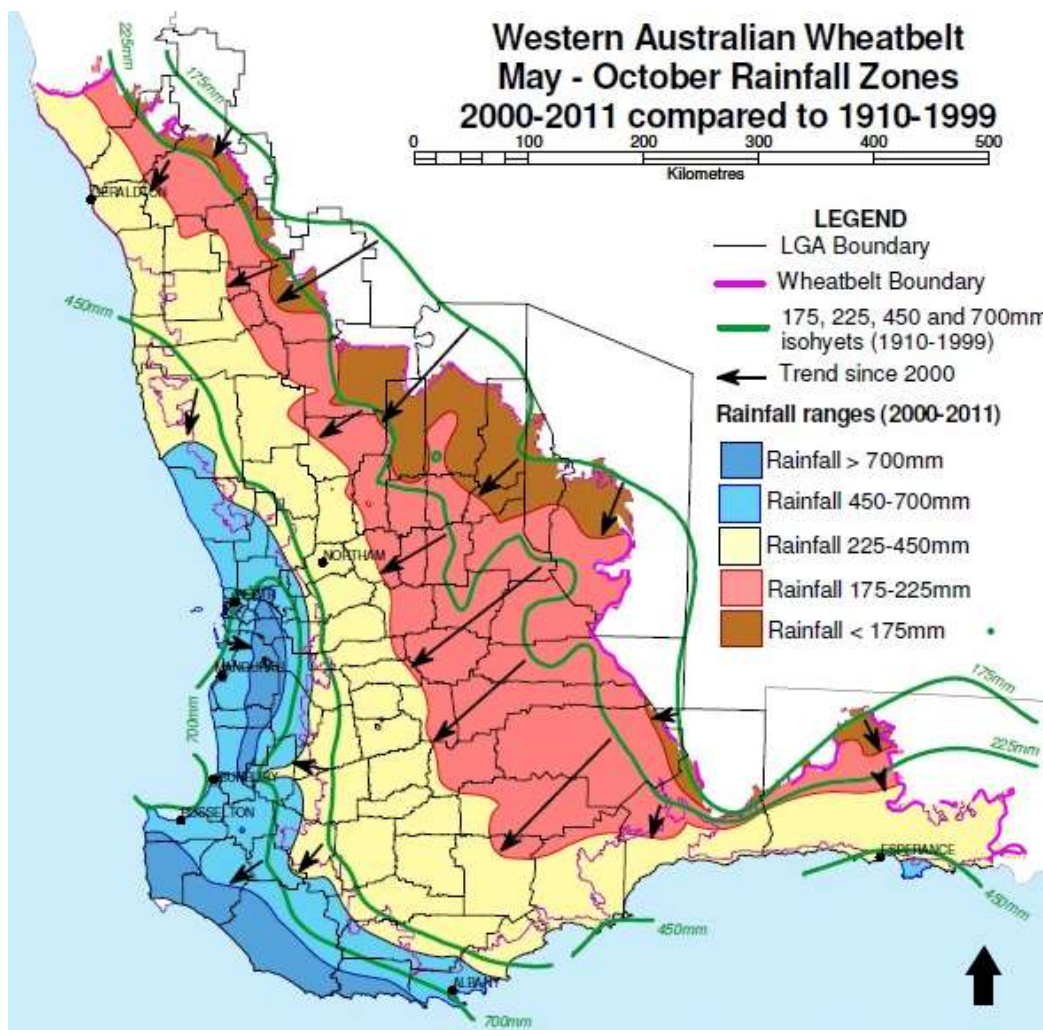 Western Australian Wheatbelt
May - October Rainfall Zones
2000-2011 compared to 1910-1999
0 100 200 300 400 500
Kilometres
LEGEND
LGA Boundary
Wheatbelt Boundary
175, 225, 450 and 700mm
isohyets (1910-1999)
Trend since 2000
Rainfall ranges (2000-2011)
Rainfall > 700mm
Rainfall 450-700mm
Rainfall 225-450mm
Rainfall 175-225mm
Rainfall < 175mm
225mm
175mm
GERALDTON
450mm
NORTHAM
PERTH
MANDURAH
700mm
BUNBURY
BUSSELTON
175mm
225mm
ESPERANCE
450mm
450mm
ALBANY
700mm